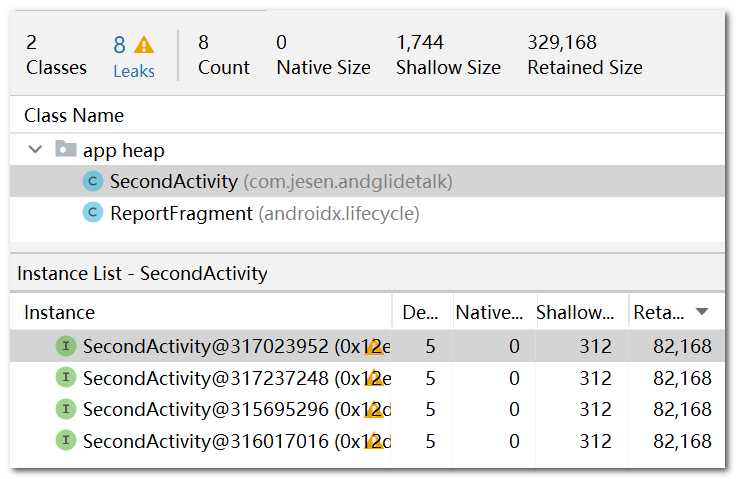 2 8 8 0 1,744 329,168
Classes Leaks Count Native Size Shallow Size Retained Size
Class Name
app heap
C SecondActivity (com.jesen.andglidetalk)
C ReportFragment (androidx.lifecycle)
Instance List - SecondActivity
Instance De... Native... Shallow... Reta...
I SecondActivity@317023952 (0x12e 5 0 312 82,168
I SecondActivity@317237248 (0x12e 5 0 312 82,168
I SecondActivity@315695296 (0x12d 5 0 312 82,168
I SecondActivity@316017016 (0x12d 5 0 312 82,168